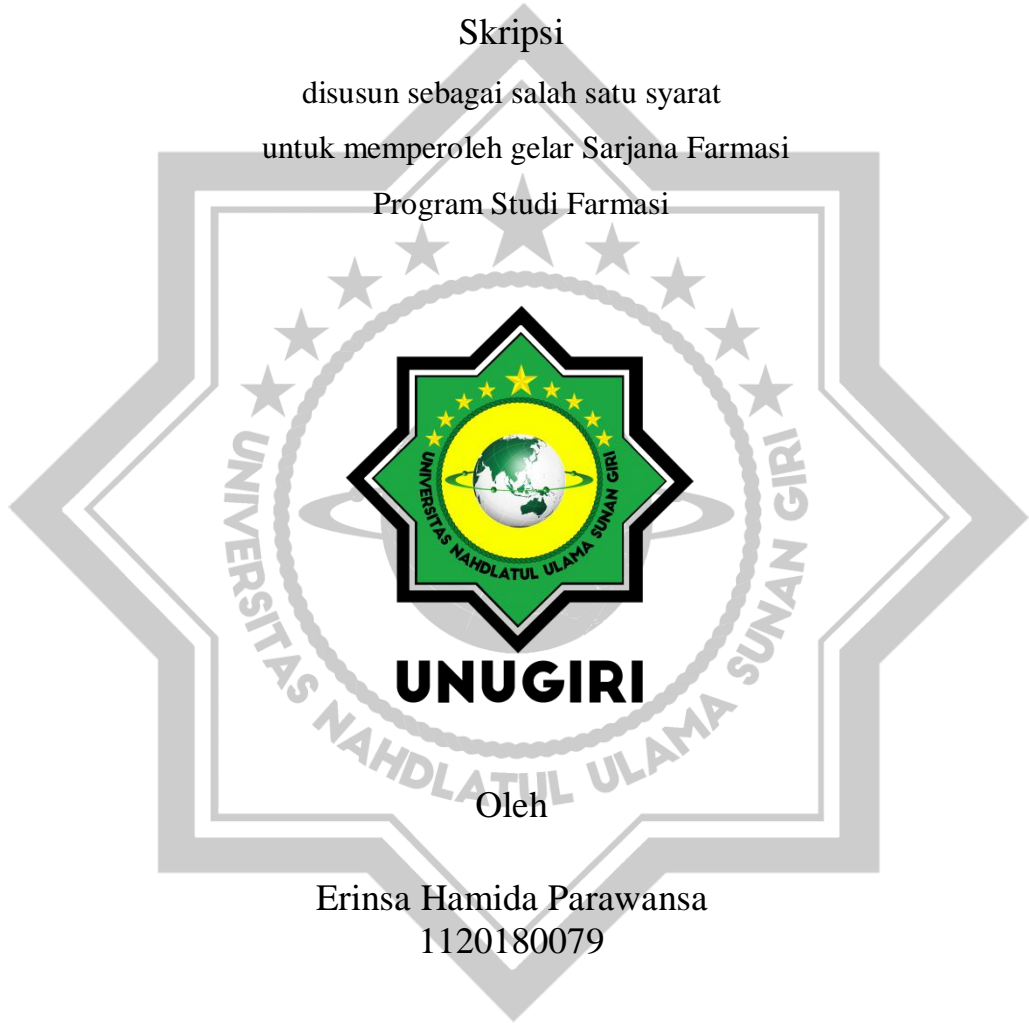 Skripsi
disusun sebagai salah satu syarat
untuk memperoleh gelar Sarjana Farmasi
Program Studi Farmasi
UNIVERSITAS NAHDLATUL ULAMA SUNAN GIRI
UNIVERSITAS NAHDLATUL ULAMA SUNAN GIRI
UNUGIRI
Oleh
Erinsa Hamida Parawansa
1120180079